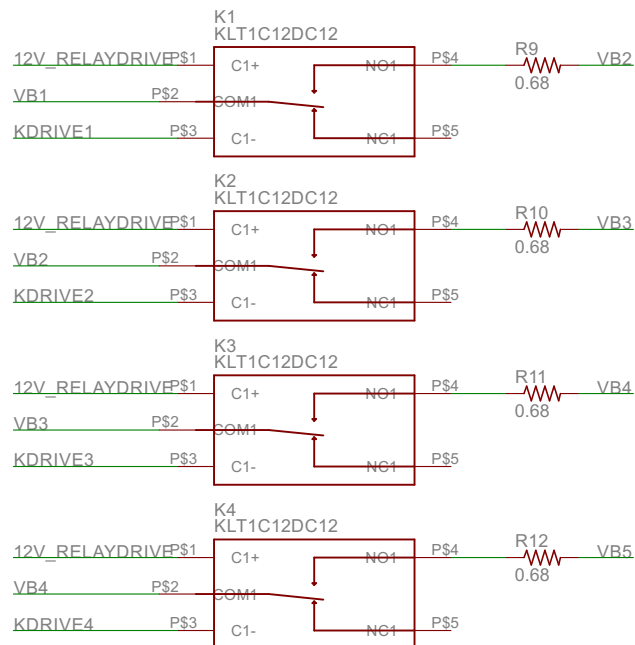 K1
KLT1C12DC12
12V_RELAYDRIVE P$1 C1+ NO1 P$4 R9 VB2
0.68
VB1 P$2 COM1
KDRIVE1 P$3 C1- NC1 P$5
K2
KLT1C12DC12
12V_RELAYDRIVE P$1 C1+ NO1 P$4 R10 VB3
0.68
VB2 P$2 COM1
KDRIVE2 P$3 C1- NC1 P$5
K3
KLT1C12DC12
12V_RELAYDRIVE P$1 C1+ NO1 P$4 R11 VB4
0.68
VB3 P$2 COM1
KDRIVE3 P$3 C1- NC1 P$5
K4
KLT1C12DC12
12V_RELAYDRIVE P$1 C1+ NO1 P$4 R12 VB5
0.68
VB4 P$2 COM1
KDRIVE4 P$3 C1- NC1 P$5